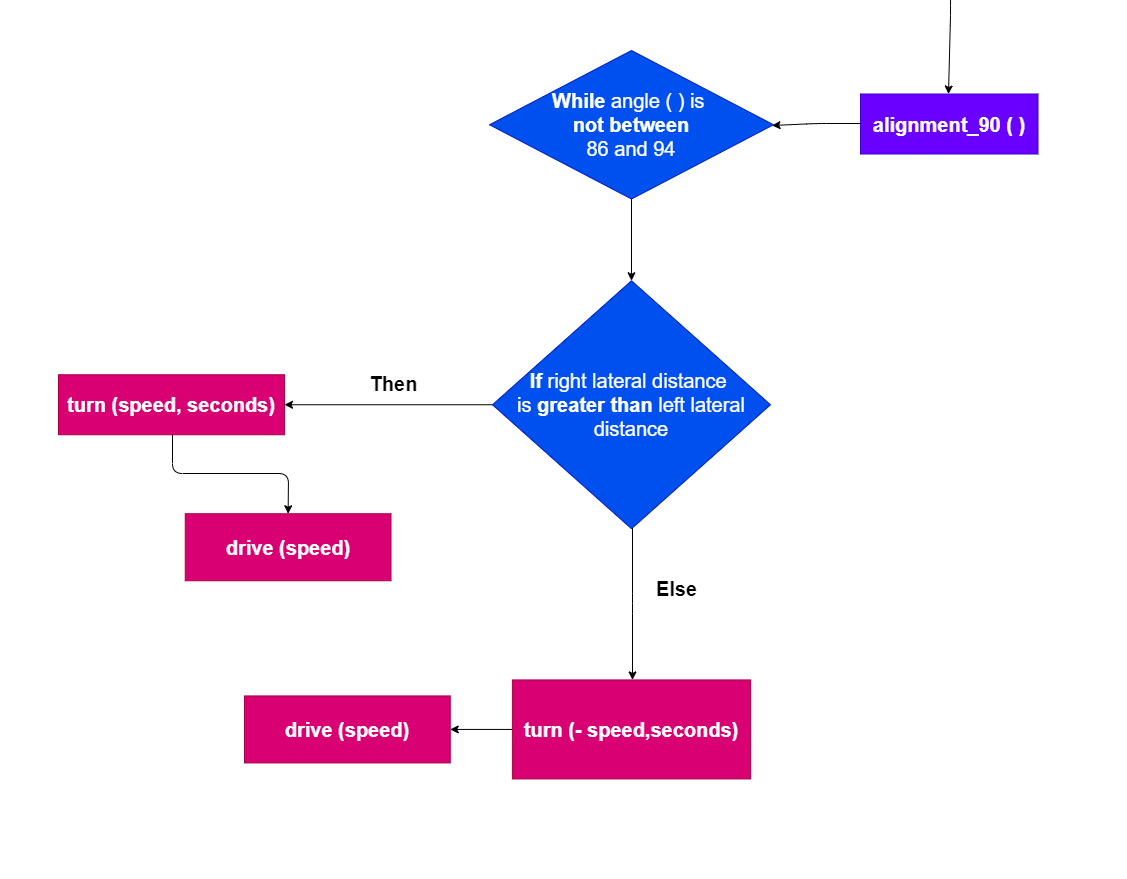 While angle ( ) is
not between
86 and 94
alignment_90 ( )
If right lateral distance
is greater than left lateral
distance
Then
turn (speed, seconds)
drive (speed)
Else
turn (- speed,seconds)
drive (speed)